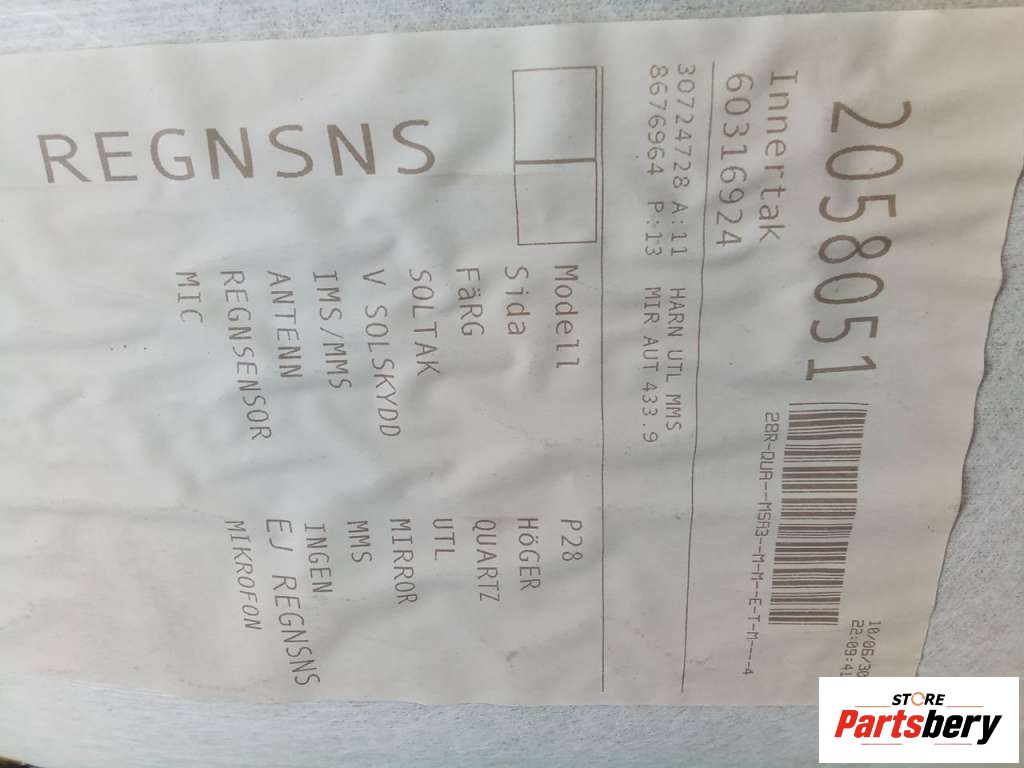 2058051
28R-QUA--MSA3--M-M--E-T-M---4
10/06/30
22:09:41
Innertak
60316924
30724728 A:11 HARN UTL MMS
8676964 P:13 MIR AUT 433.9
Modell P28
Sida HöGER
FäRG QUARTZ
SOLTAK UTL
V SOLSKYDD MIRROR
IMS/MMS MMS
ANTENN INGEN
REGNSENSOR EJ REGNSNS
MIC MIKROFON
REGNSNS
STORE
Partsbery